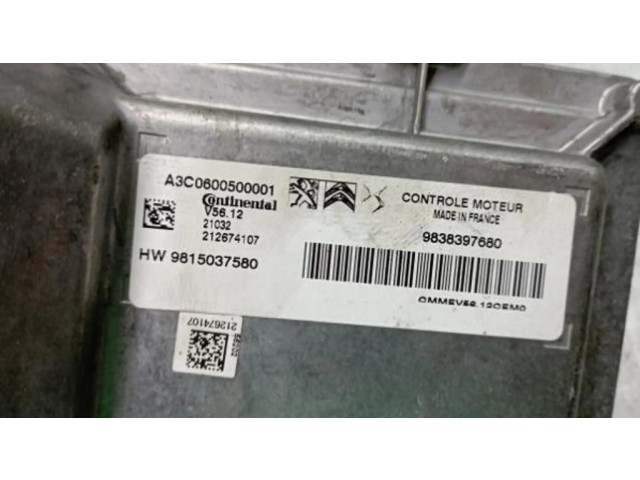 A3C0600500001
Continental
V56.12
21032
212674107
HW 9815037580
CONTROLE MOTEUR
MADE IN FRANCE
9838397680
212674107